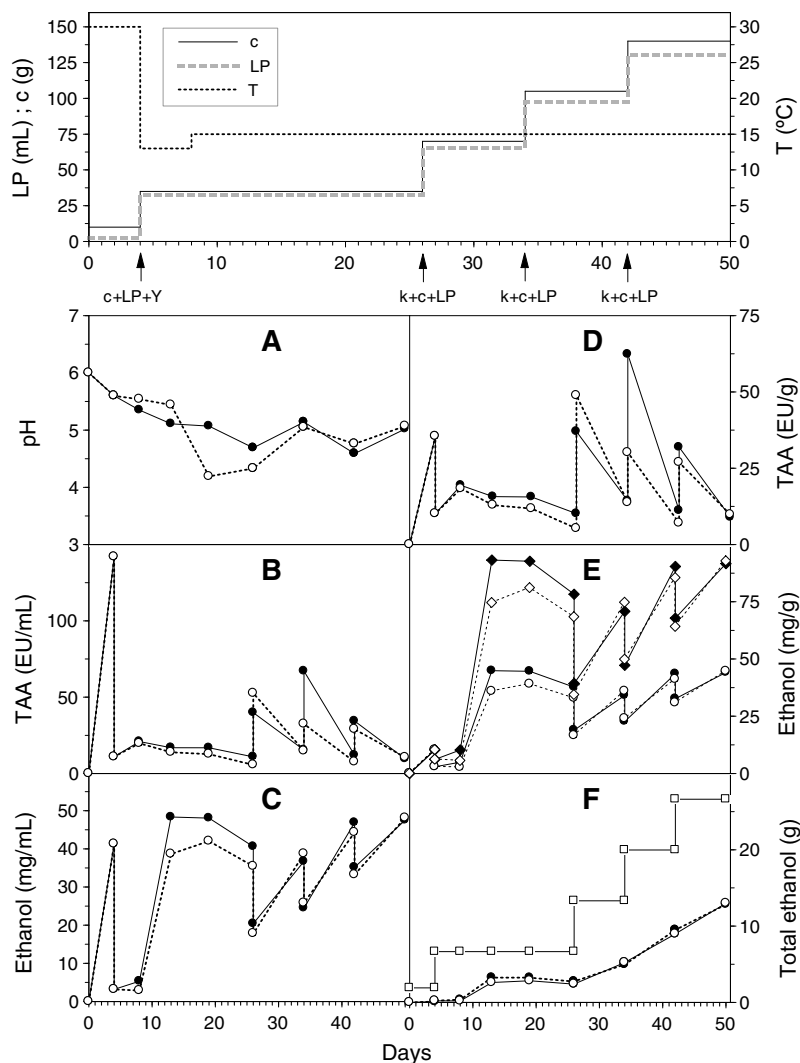 LP (mL) ; c (g)
150
125
100
75
50
25
0
c
LP
T
30
25
20
15
10
5
0
T (ºC)
0 10 20 30 40 50
c+LP+Y k+c+LP k+c+LP k+c+LP
A
pH
7
6
5
4
3
D
75
50
25
0
TAA (EU/g)
B
TAA (EU/mL)
100
50
0
E
75
50
25
0
Ethanol (mg/g)
C
Ethanol (mg/mL)
50
40
30
20
10
0
F
20
10
0
Total ethanol (g)
0 10 20 30 40 0 10 20 30 40 50
Days